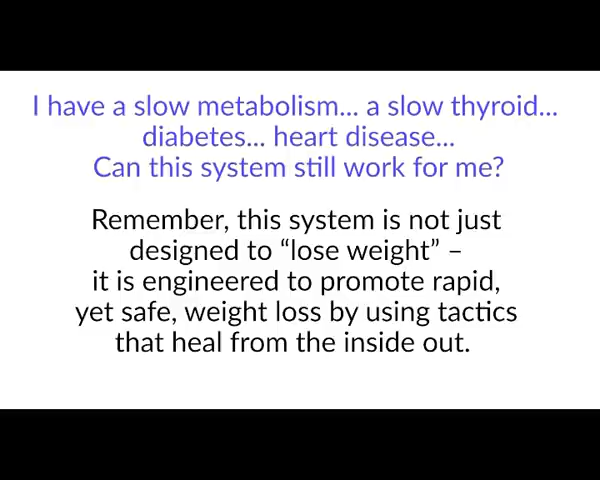 I have a slow metabolism... a slow thyroid...
diabetes... heart disease...
Can this system still work for me?
Remember, this system is not just
designed to “lose weight” –
it is engineered to promote rapid,
yet safe, weight loss by using tactics
that heal from the inside out.